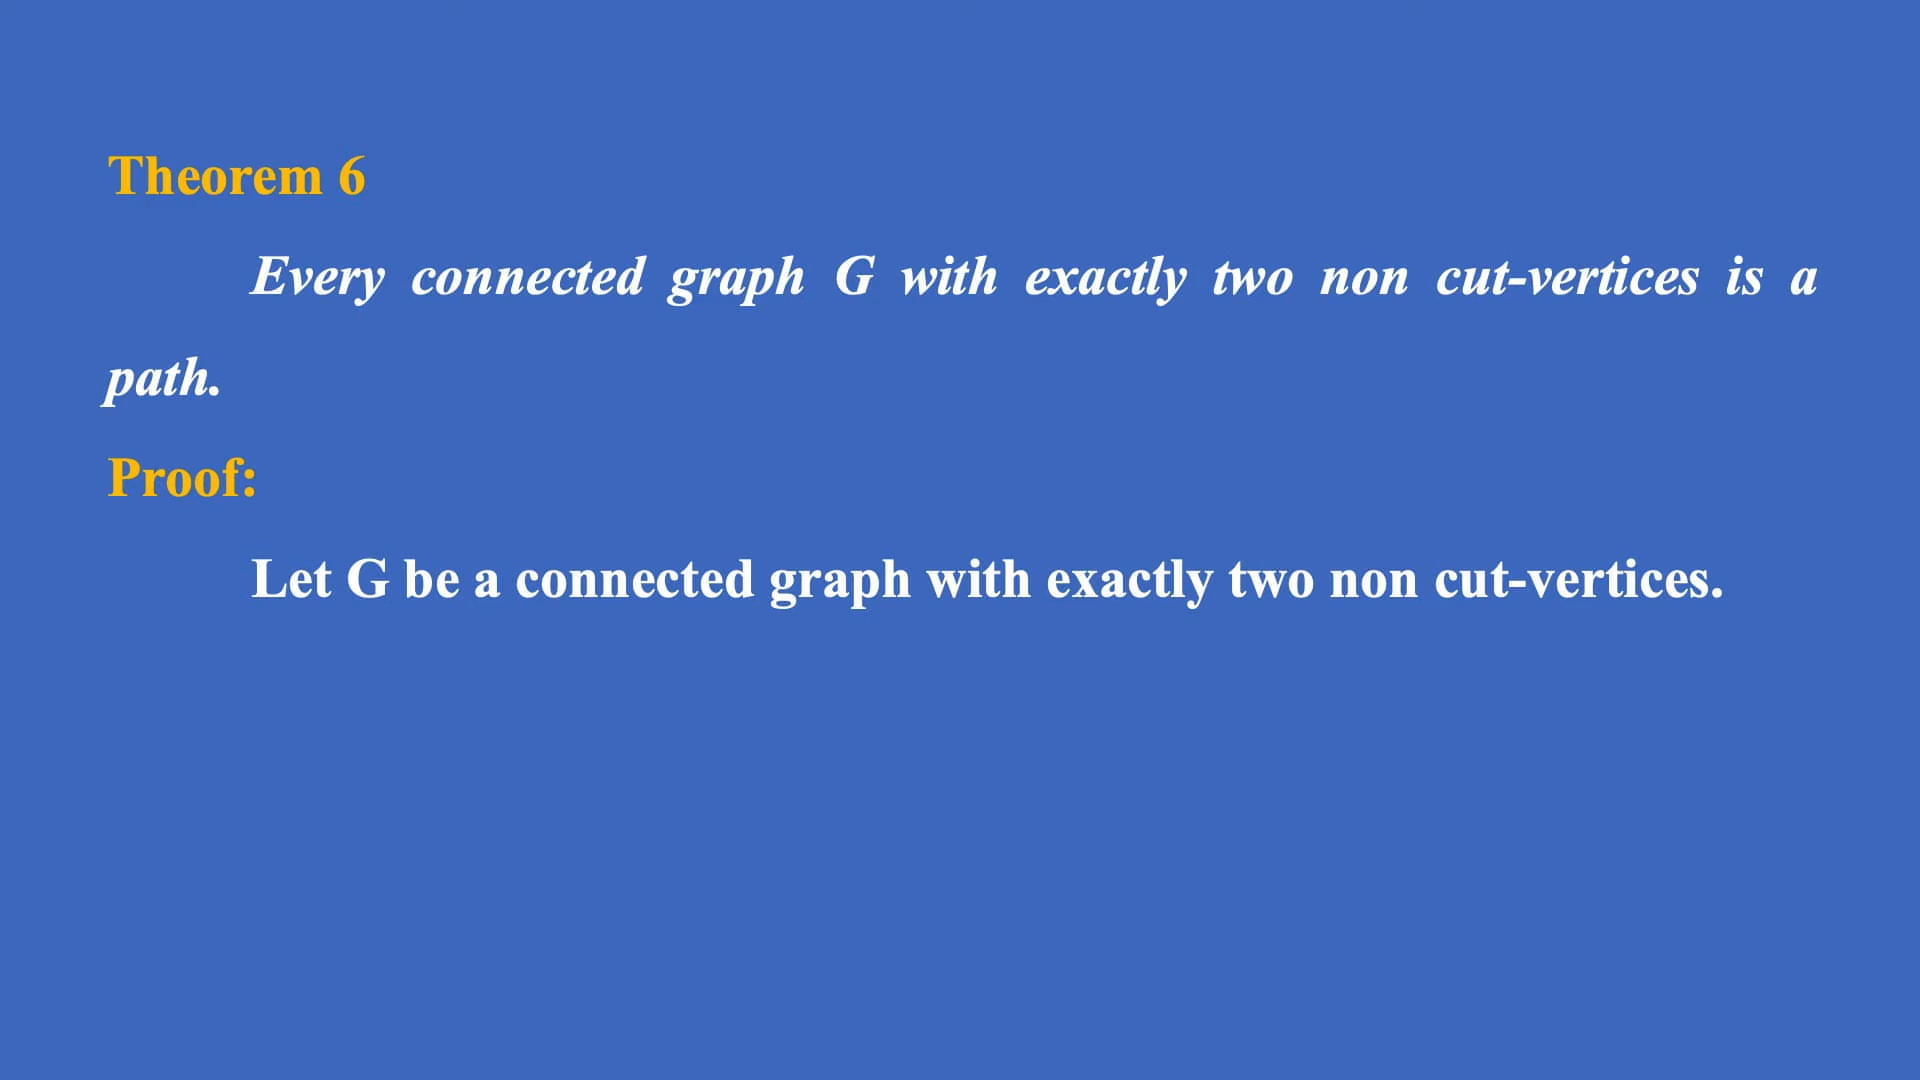 Theorem 6
Every connected graph G with exactly two non cut-vertices is a
path.
Proof:
Let G be a connected graph with exactly two non cut-vertices.